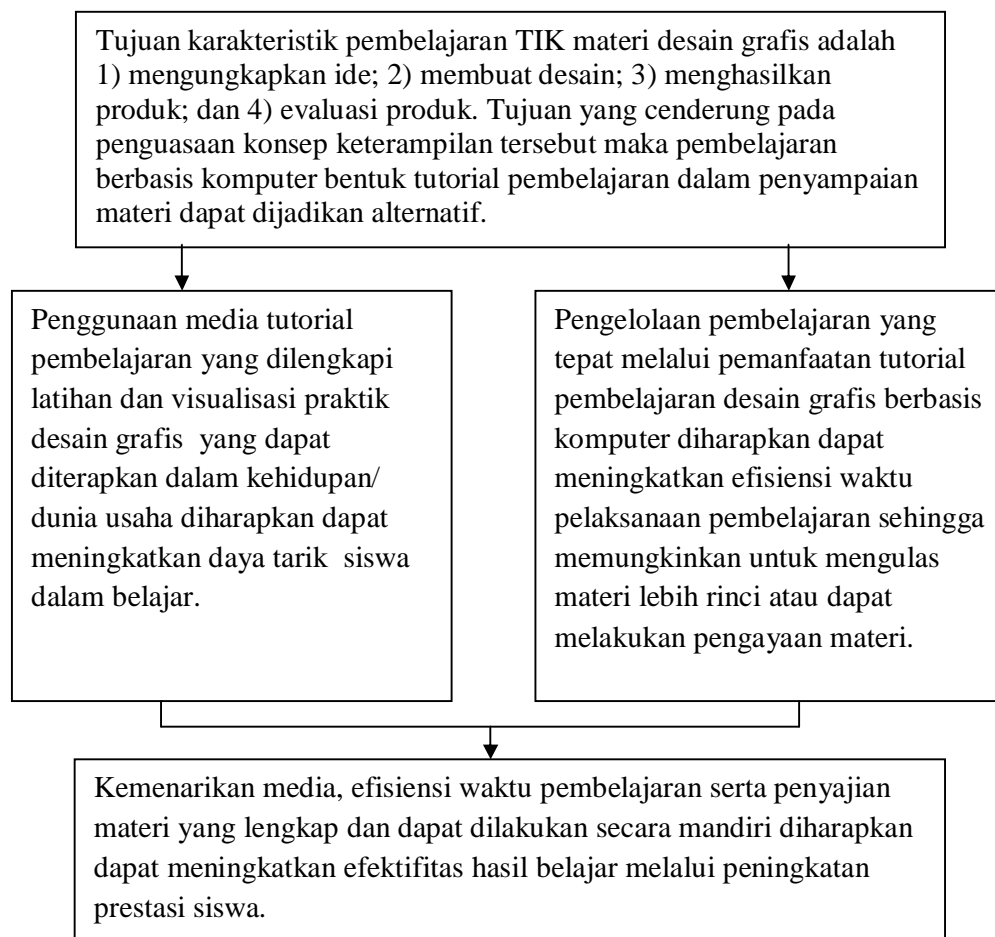 Tujuan karakteristik pembelajaran TIK materi desain grafis adalah
1) mengungkapkan ide; 2) membuat desain; 3) menghasilkan
produk; dan 4) evaluasi produk. Tujuan yang cenderung pada
penguasaan konsep keterampilan tersebut maka pembelajaran
berbasis komputer bentuk tutorial pembelajaran dalam penyampaian
materi dapat dijadikan alternatif.
Penggunaan media tutorial
pembelajaran yang dilengkapi
latihan dan visualisasi praktik
desain grafis yang dapat
diterapkan dalam kehidupan/
dunia usaha diharapkan dapat
meningkatkan daya tarik siswa
dalam belajar.
Pengelolaan pembelajaran yang
tepat melalui pemanfaatan tutorial
pembelajaran desain grafis berbasis
komputer diharapkan dapat
meningkatkan efisiensi waktu
pelaksanaan pembelajaran sehingga
memungkinkan untuk mengulas
materi lebih rinci atau dapat
melakukan pengayaan materi.
Kemenarikan media, efisiensi waktu pembelajaran serta penyajian
materi yang lengkap dan dapat dilakukan secara mandiri diharapkan
dapat meningkatkan efektifitas hasil belajar melalui peningkatan
prestasi siswa.